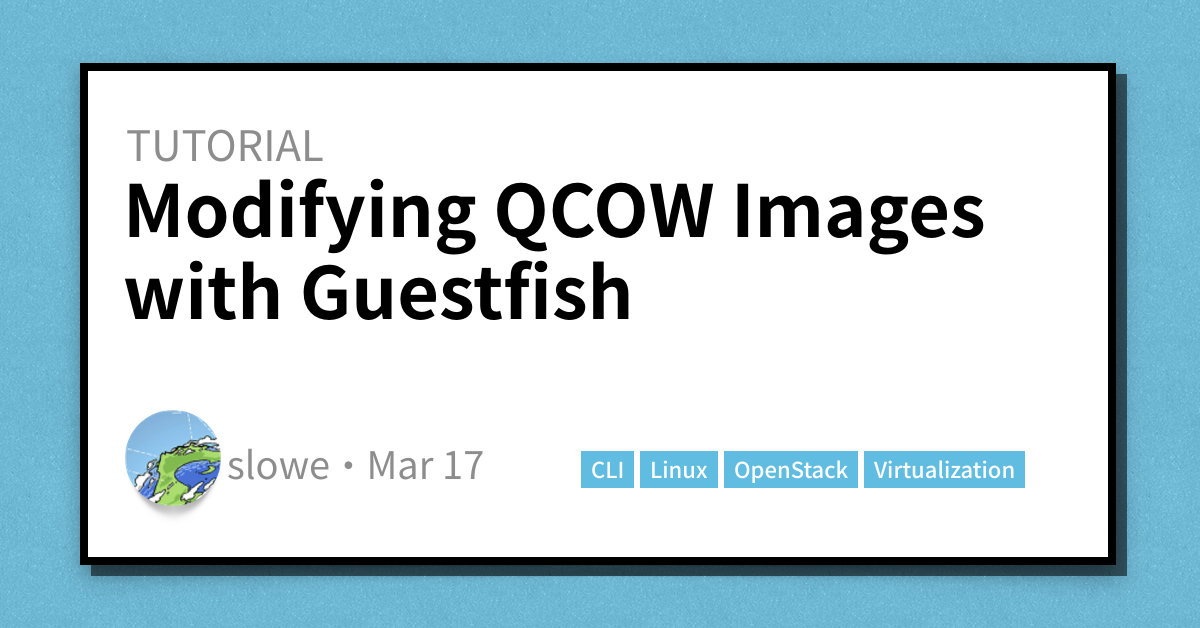 TUTORIAL
Modifying QCOW Images
with Guestfish
slowe • Mar 17
CLI Linux OpenStack Virtualization